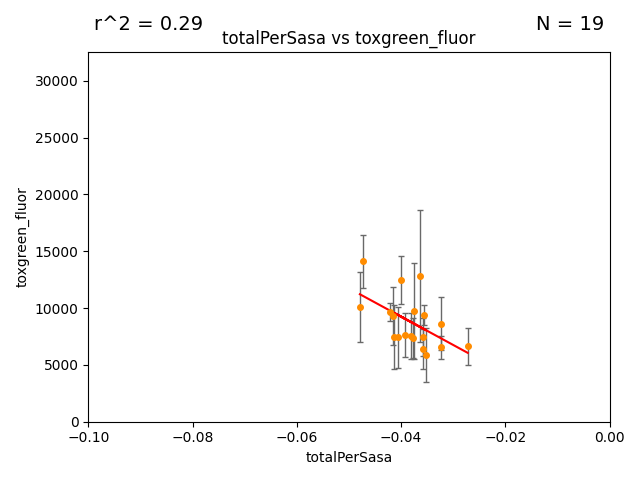 r^2 = 0.29
N = 19
totalPerSasa vs toxgreen_fluor
30000
25000
20000
15000
10000
5000
0
toxgreen_fluor
−0.10
−0.08
−0.06
−0.04
−0.02
0.00
totalPerSasa